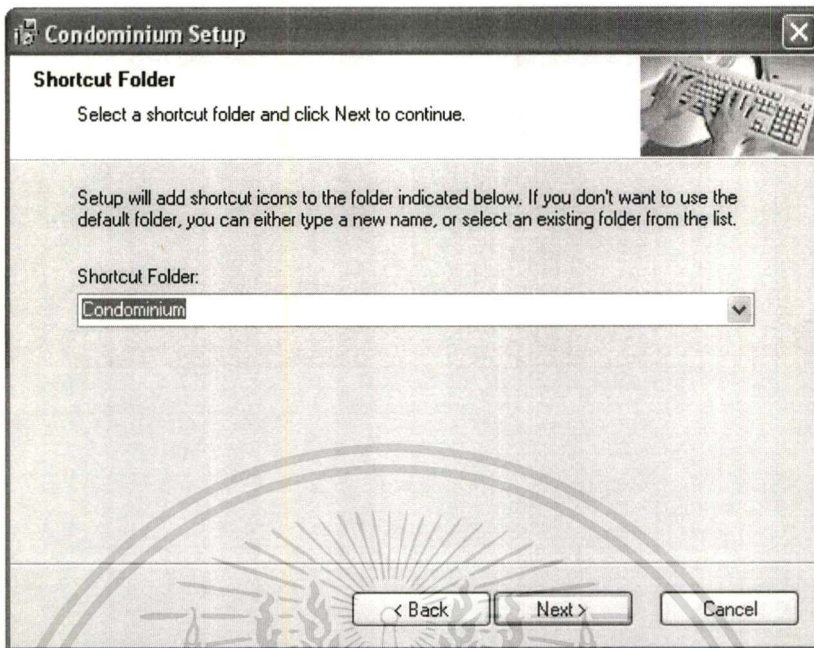 Condominium Setup
Shortcut Folder
Select a shortcut folder and click Next to continue.
Setup will add shortcut icons to the folder indicated below. If you don't want to use the
default folder, you can either type a new name, or select an existing folder from the list.
Shortcut Folder:
Condominium
< Back
Next >
Cancel